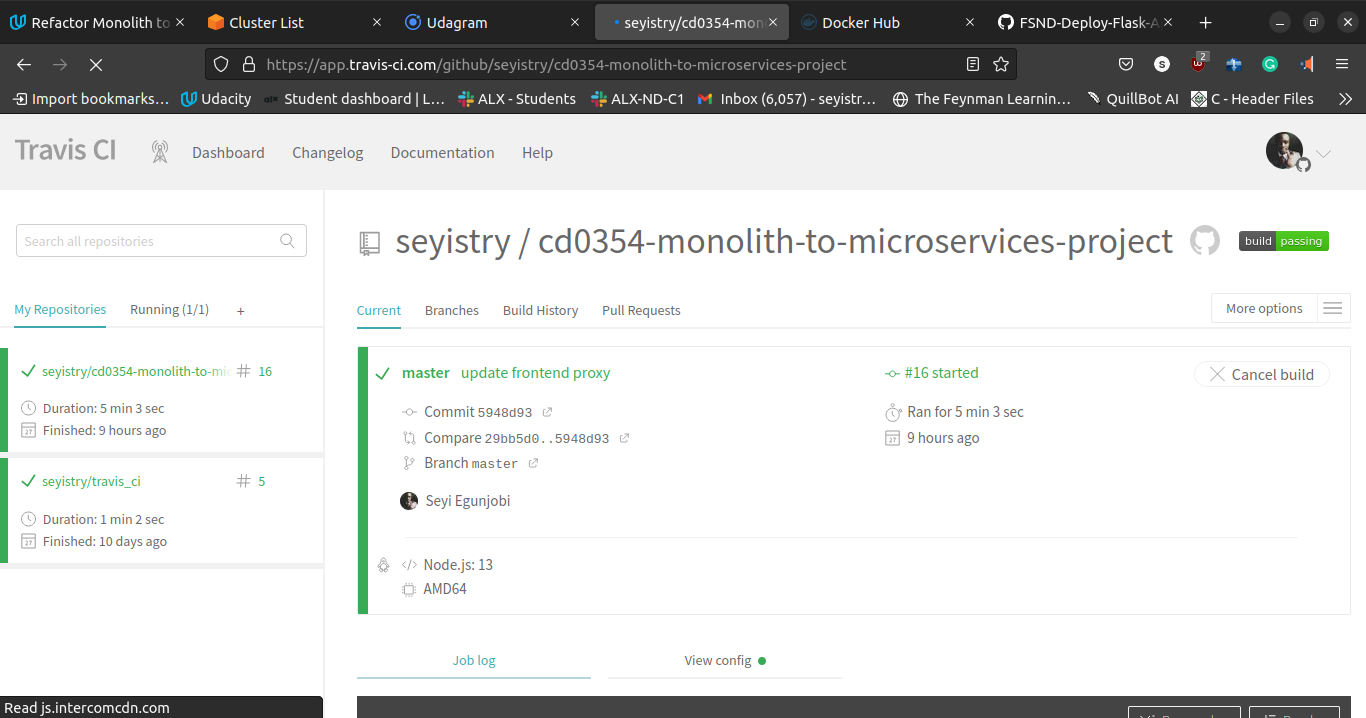 Refactor Monolith to
Cluster List
Udagram
seyistry/cd0354-mon
Docker Hub
FSND-Deploy-Flask-A
https://app.travis-ci.com/github/seyistry/cd0354-monolith-to-microservices-project
S
2
Import bookmarks...
Udacity
Student dashboard | L...
ALX - Students
ALX-ND-C1
Inbox (6,057) - seyistr...
The Feynman Learnin...
QuillBot AI
C - Header Files
Travis CI
Dashboard
Changelog
Documentation
Help
Search all repositories
My Repositories
Running (1/1)
+
seyistry/cd0354-monolith-to-mic
# 16
Duration: 5 min 3 sec
Finished: 9 hours ago
seyistry/travis_ci
# 5
Duration: 1 min 2 sec
Finished: 10 days ago
seyistry / cd0354-monolith-to-microservices-project
build passing
Current
Branches
Build History
Pull Requests
More options
master update frontend proxy
#16 started
Cancel build
Commit 5948d93
Ran for 5 min 3 sec
Compare 29bb5d0..5948d93
9 hours ago
Branch master
Seyi Egunjobi
</> Node.js: 13
AMD64
Job log
View config
Read js.intercomcdn.com